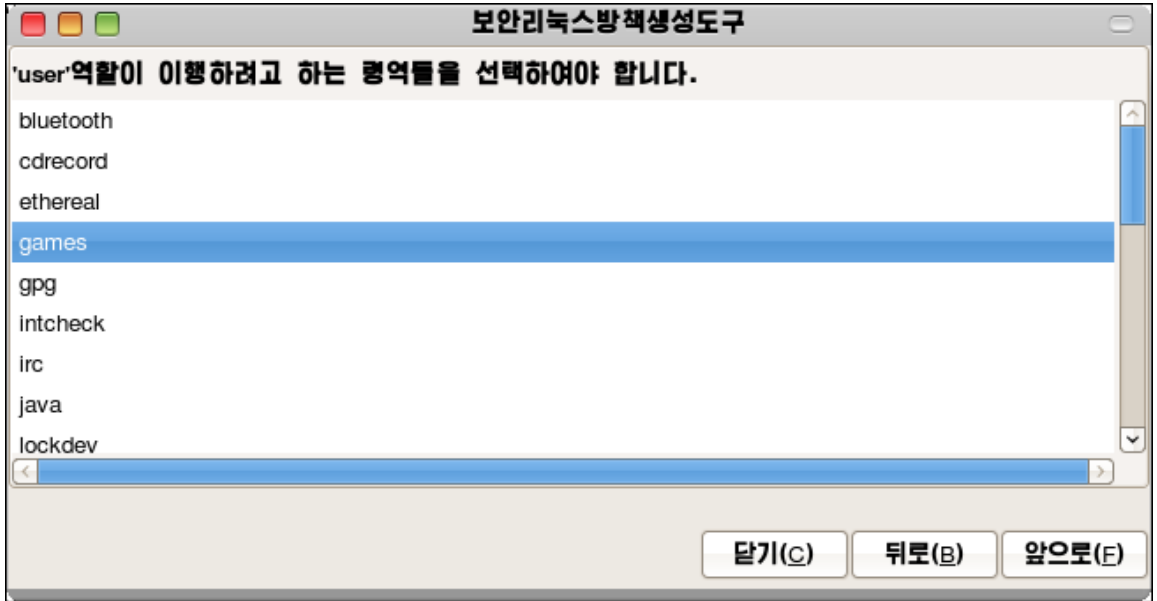 보안리눅스방책생성도구
'user'역할이 이행하려고 하는 령역들을 선택하여야 합니다.
bluetooth
cdrecord
ethereal
games
gpg
intcheck
irc
java
lockdev
닫기(C) 뒤로(B) 앞으로(F)